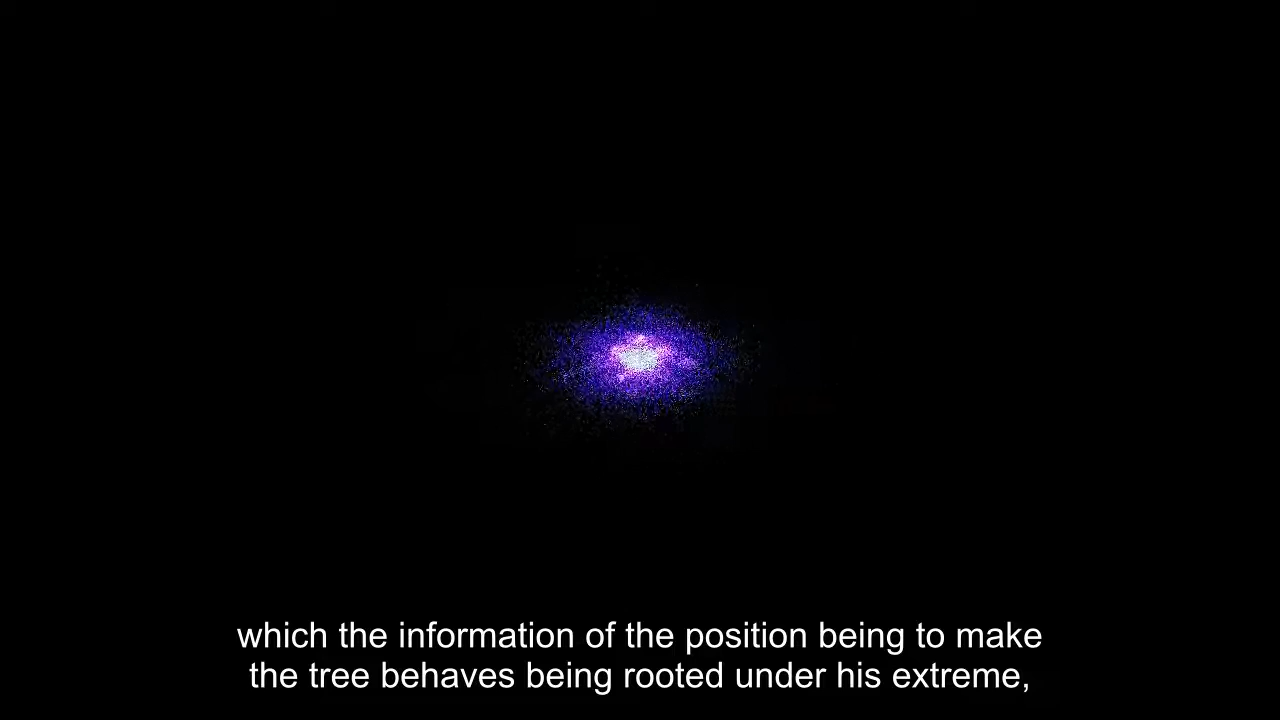 which the information of the position being to make
the tree behaves being rooted under his extreme,